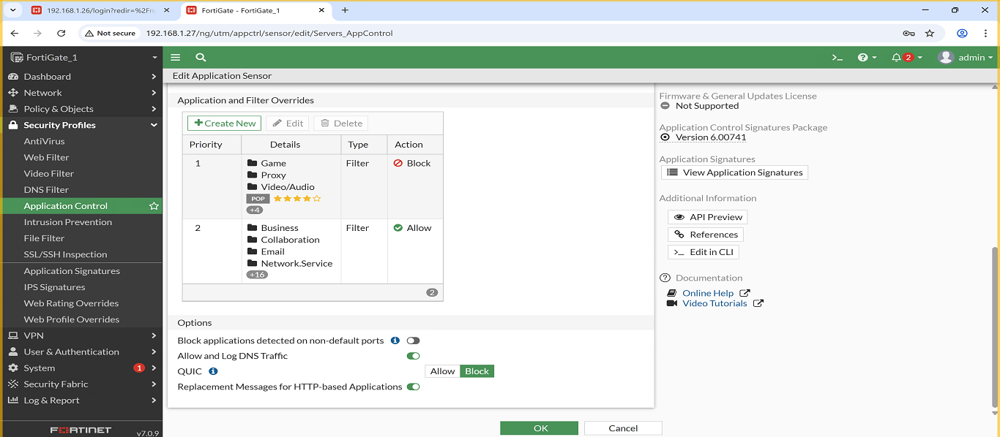 192.168.1.26/login?redir=%2Fn
FortiGate - FortiGate_1
Not secure
192.168.1.27/ng/utm/appctrl/sensor/edit/Servers_AppControl
FortiGate_1
>_
2
admin
Dashboard
Network
Policy & Objects
Security Profiles
AntiVirus
Web Filter
Video Filter
DNS Filter
Application Control
Intrusion Prevention
File Filter
SSL/SSH Inspection
Application Signatures
IPS Signatures
Web Rating Overrides
Web Profile Overrides
VPN
User & Authentication
System 1
Security Fabric
Log & Report
FORTINET
v7.0.9
Edit Application Sensor
Application and Filter Overrides
Create New Edit Delete
Priority Details Type Action
1 Game Filter Block
Proxy
Video/Audio
POP
+4
2 Business Filter Allow
Collaboration
Email
Network.Service
+16
2
Options
Block applications detected on non-default ports
Allow and Log DNS Traffic
QUIC Allow Block
Replacement Messages for HTTP-based Applications
OK Cancel
Firmware & General Updates License
Not Supported
Application Control Signatures Package
Version 6.00741
Application Signatures
View Application Signatures
Additional Information
API Preview
References
>_ Edit in CLI
Documentation
Online Help
Video Tutorials